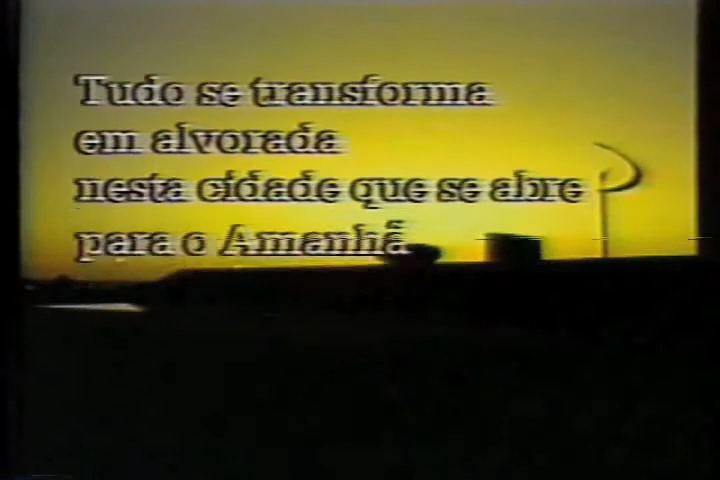 Tudo se transforma
em alvorada
nesta cidade que se abre
para o Amanhã